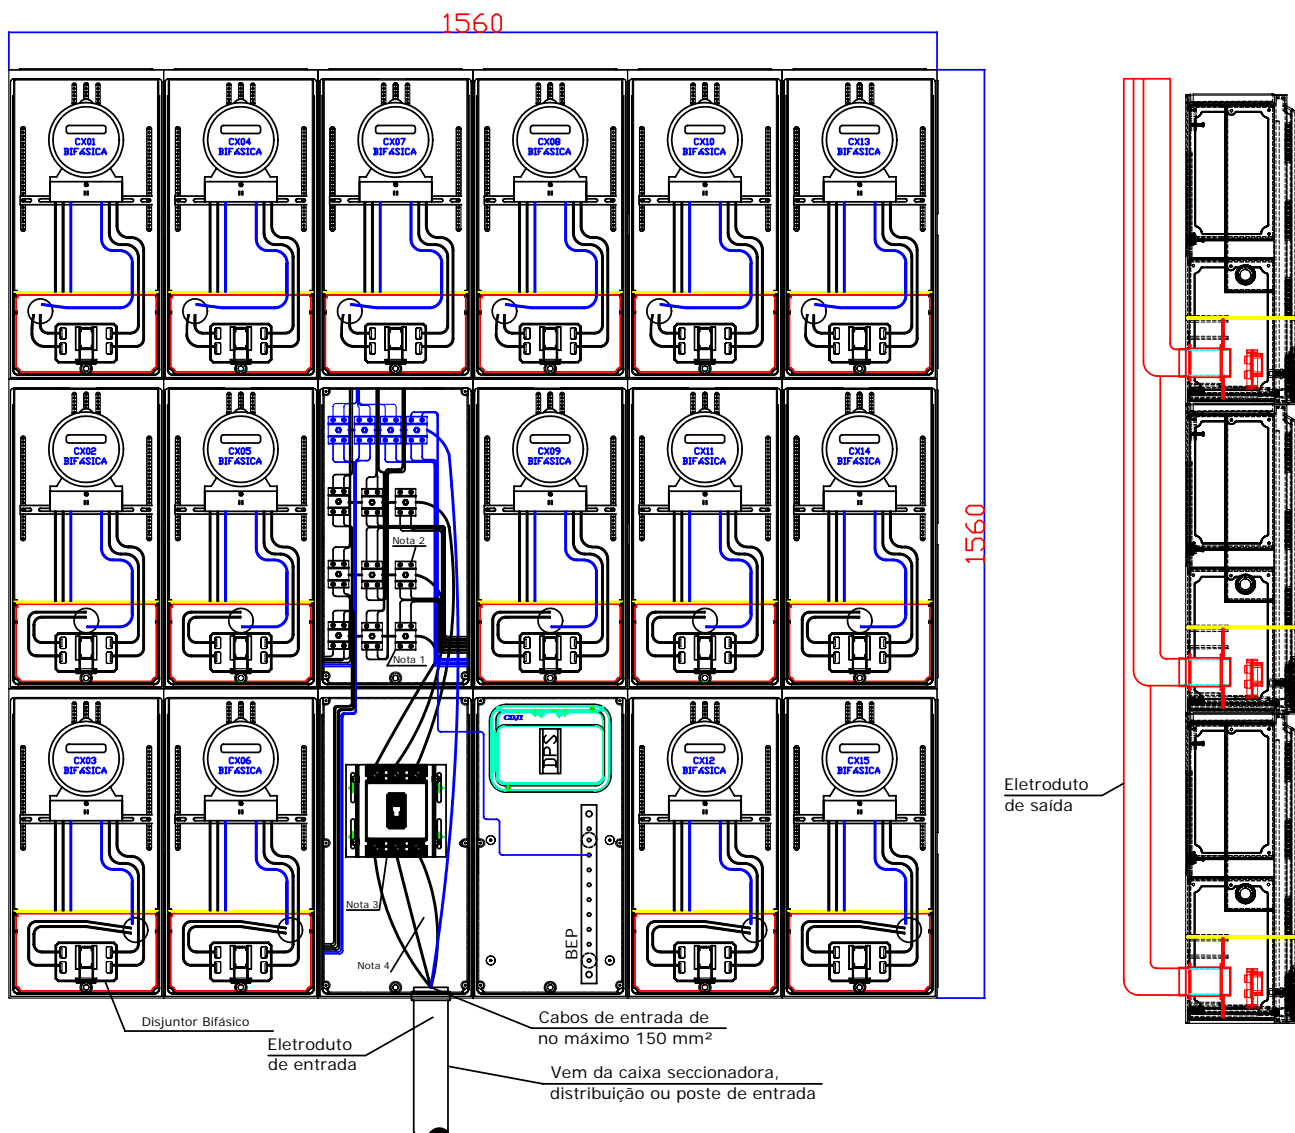 1560
CX01
BIFÁSICA
CX04
BIFÁSICA
CX07
BIFÁSICA
CX08
BIFÁSICA
CX10
BIFÁSICA
CX13
BIFÁSICA
CX02
BIFÁSICA
CX05
BIFÁSICA
CX09
BIFÁSICA
CX11
BIFÁSICA
CX14
BIFÁSICA
1560
Nota 2
Nota 1
CX03
BIFÁSICA
CX06
BIFÁSICA
DPS
CX12
BIFÁSICA
CX15
BIFÁSICA
Eletroduto
de saída
Nota 3
Nota 4
BEP
Disjuntor Bifásico
Eletroduto
de entrada
Cabos de entrada de
no máximo 150 mm²
Vem da caixa seccionadora,
distribuição ou poste de entrada